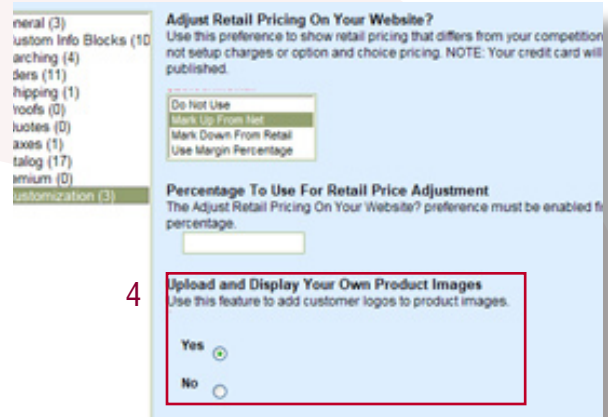 neral (3)
ustom Info Blocks (10
arching (4)
ders (11)
hipping (1)
roofs (0)
uotes (0)
axes (1)
talog (17)
emium (0)
ustomization (3)
Adjust Retail Pricing On Your Website?
Use this preference to show retail pricing that differs from your competition
not setup charges or option and choice pricing. NOTE: Your credit card will
published.
Do Not Use
Mark Up From Net
Mark Down From Retail
Use Margin Percentage
Percentage To Use For Retail Price Adjustment
The Adjust Retail Pricing On Your Website? preference must be enabled fi
percentage.
4
Upload and Display Your Own Product Images
Use this feature to add customer logos to product images.
Yes
No